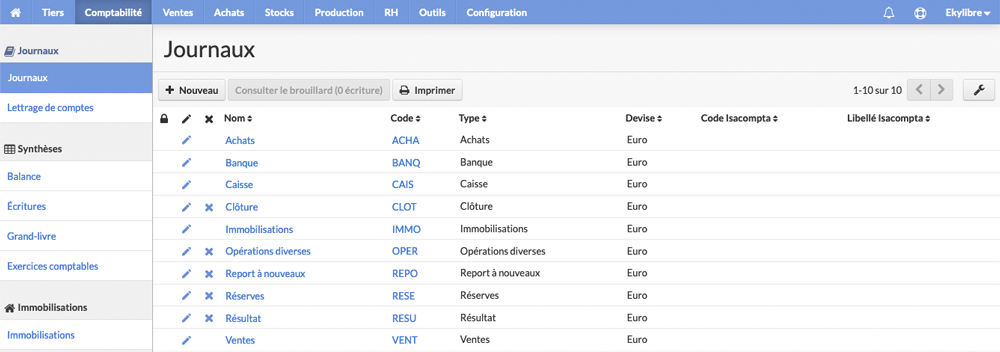 Tiers Comptabilité Ventes Achats Stocks Production RH Outils Configuration Ekylibre
Journaux
Journaux
Lettrage de comptes
Synthèses
Balance
Écritures
Grand-livre
Exercices comptables
Immobilisations
Immobilisations
Journaux
Nouveau Consulter le brouillard (0 écriture) Imprimer 1-10 sur 10
Nom Code Type Devise Code Isacompta Libellé Isacompta
Achats ACHA Achats Euro
Banque BANQ Banque Euro
Caisse CAIS Caisse Euro
Clôture CLOT Clôture Euro
Immobilisations IMMO Immobilisations Euro
Opérations diverses OPER Opérations diverses Euro
Report à nouveaux REPO Report à nouveaux Euro
Réserves RESE Réserves Euro
Résultat RESU Résultat Euro
Ventes VENT Ventes Euro